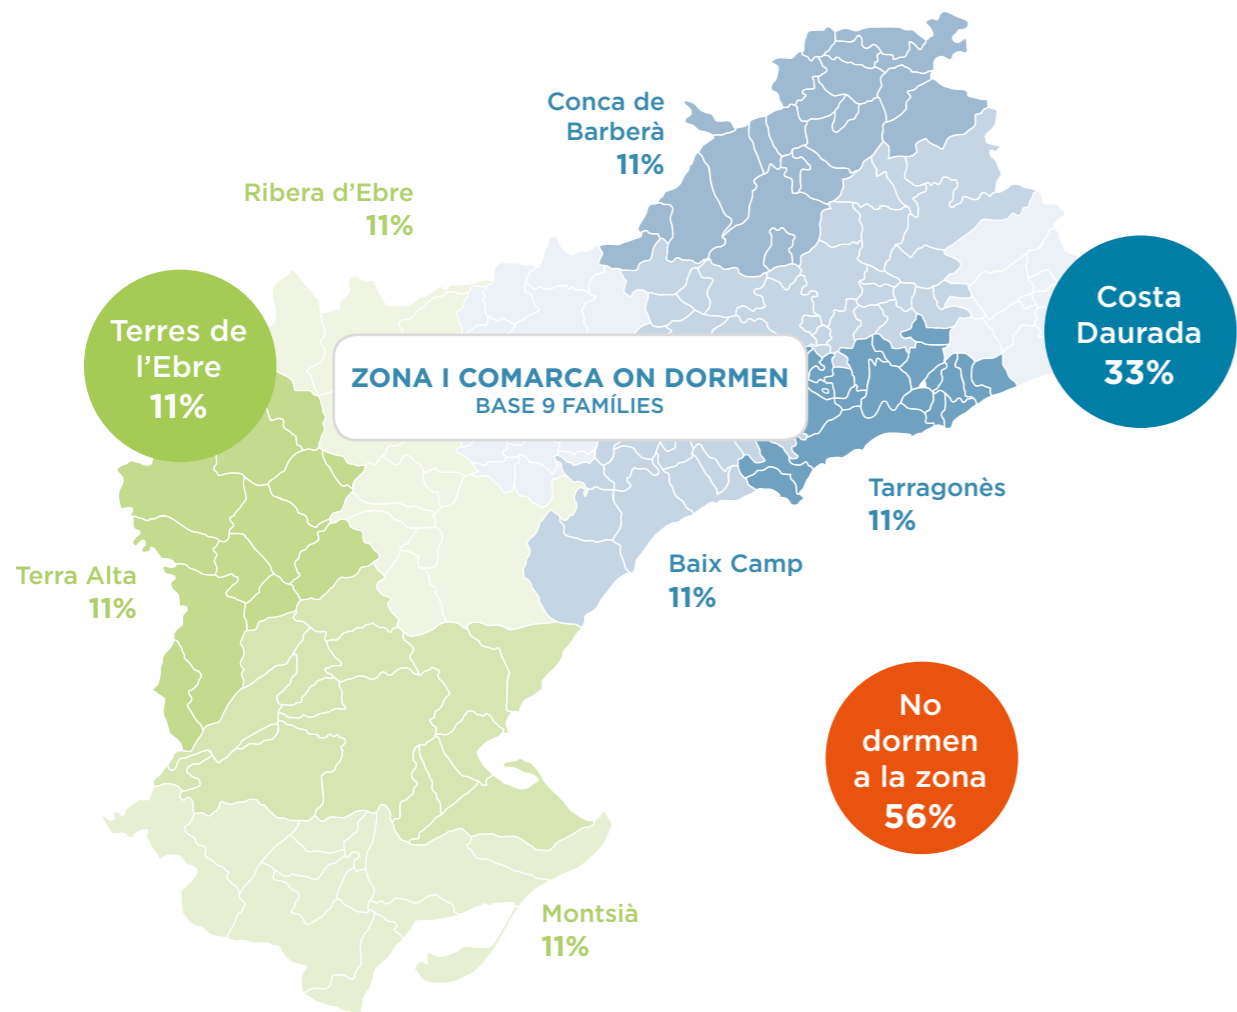 Conca de
Barberà
11%
Ribera d’Ebre
11%
Terres de
l’Ebre
11%
Costa
Daurada
33%
ZONA I COMARCA ON DORMEN
BASE 9 FAMÍLIES
Tarragonès
11%
Baix Camp
11%
Terra Alta
11%
No
dormen
a la zona
56%
Montsià
11%